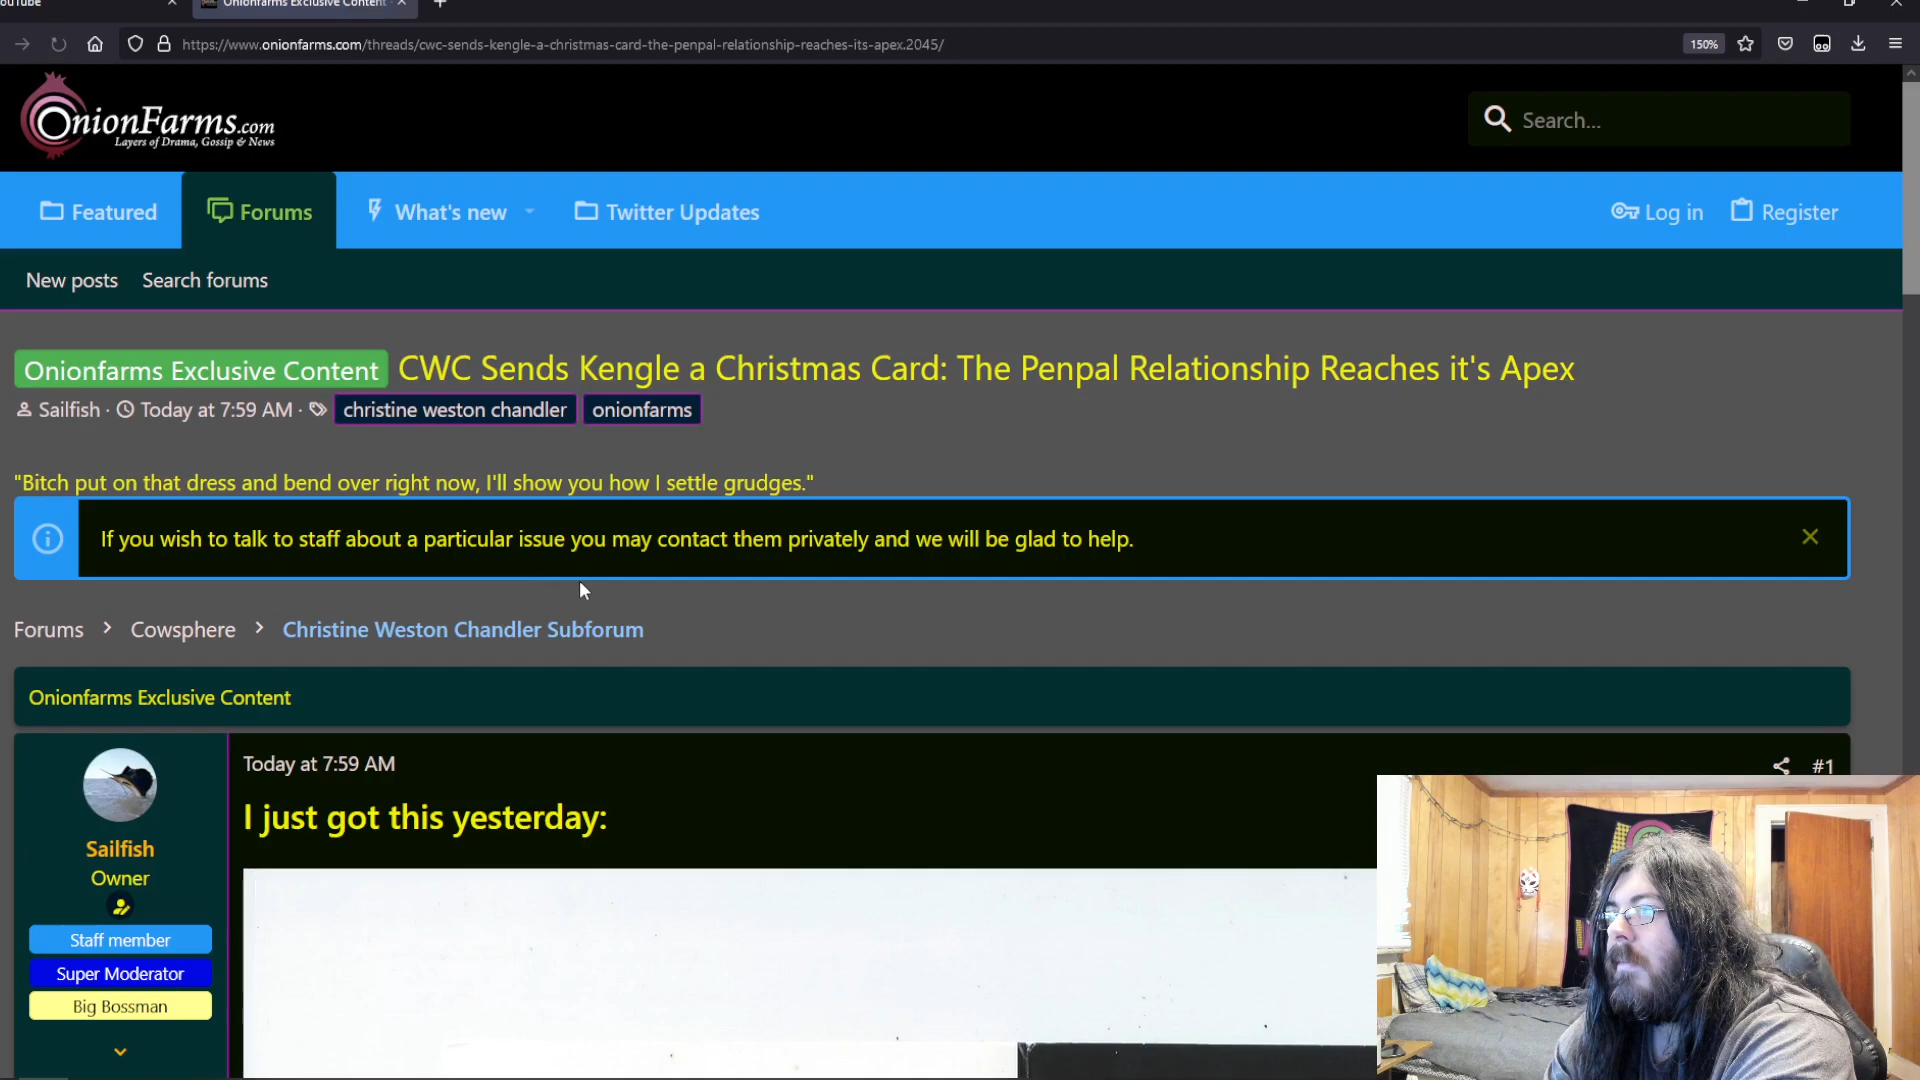 ouTube
Onionfarms Exclusive Content
https://www.onionfarms.com/threads/cwc-sends-kengle-a-christmas-card-the-penpal-relationship-reaches-its-apex.2045/
150%
OnionFarms.com
Layers of Drama, Gossip & News
Search...
Featured
Forums
What's new
Twitter Updates
Log in
Register
New posts
Search forums
Onionfarms Exclusive Content CWC Sends Kengle a Christmas Card: The Penpal Relationship Reaches it's Apex
Sailfish · Today at 7:59 AM · christine weston chandler onionfarms
"Bitch put on that dress and bend over right now, I'll show you how I settle grudges."
If you wish to talk to staff about a particular issue you may contact them privately and we will be glad to help.
Forums > Cowsphere > Christine Weston Chandler Subforum
Onionfarms Exclusive Content
Today at 7:59 AM
#1
I just got this yesterday:
Sailfish
Owner
Staff member
Super Moderator
Big Bossman